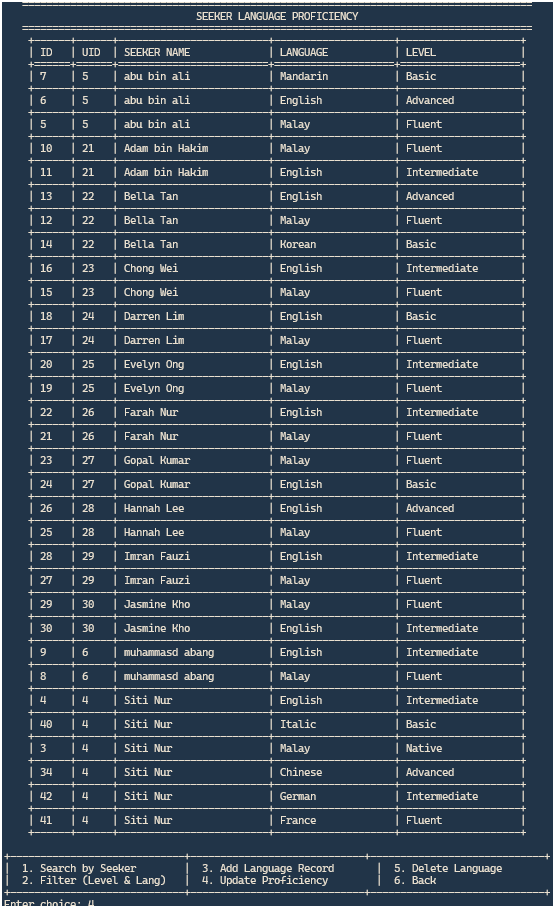 SEEKER LANGUAGE PROFICIENCY
| ID | UID | SEEKER NAME | LANGUAGE | LEVEL |
| 7 | 5 | abu bin ali | Mandarin | Basic |
| 6 | 5 | abu bin ali | English | Advanced |
| 5 | 5 | abu bin ali | Malay | Fluent |
| 10 | 21 | Adam bin Hakim | Malay | Fluent |
| 11 | 21 | Adam bin Hakim | English | Intermediate |
| 13 | 22 | Bella Tan | English | Advanced |
| 12 | 22 | Bella Tan | Malay | Fluent |
| 14 | 22 | Bella Tan | Korean | Basic |
| 16 | 23 | Chong Wei | English | Intermediate |
| 15 | 23 | Chong Wei | Malay | Fluent |
| 18 | 24 | Darren Lim | English | Basic |
| 17 | 24 | Darren Lim | Malay | Fluent |
| 20 | 25 | Evelyn Ong | English | Intermediate |
| 19 | 25 | Evelyn Ong | Malay | Fluent |
| 22 | 26 | Farah Nur | English | Intermediate |
| 21 | 26 | Farah Nur | Malay | Fluent |
| 23 | 27 | Gopal Kumar | Malay | Fluent |
| 24 | 27 | Gopal Kumar | English | Basic |
| 26 | 28 | Hannah Lee | English | Advanced |
| 25 | 28 | Hannah Lee | Malay | Fluent |
| 28 | 29 | Imran Fauzi | English | Intermediate |
| 27 | 29 | Imran Fauzi | Malay | Fluent |
| 29 | 30 | Jasmine Kho | Malay | Fluent |
| 30 | 30 | Jasmine Kho | English | Intermediate |
| 9 | 6 | muhammasd abang | English | Intermediate |
| 8 | 6 | muhammasd abang | Malay | Fluent |
| 4 | 4 | Siti Nur | English | Intermediate |
| 40 | 4 | Siti Nur | Italic | Basic |
| 3 | 4 | Siti Nur | Malay | Native |
| 34 | 4 | Siti Nur | Chinese | Advanced |
| 42 | 4 | Siti Nur | German | Intermediate |
| 41 | 4 | Siti Nur | France | Fluent |
| 1. Search by Seeker | 3. Add Language Record | 5. Delete Language |
| 2. Filter (Level & Lang) | 4. Update Proficiency | 6. Back |
Enter choice: 4